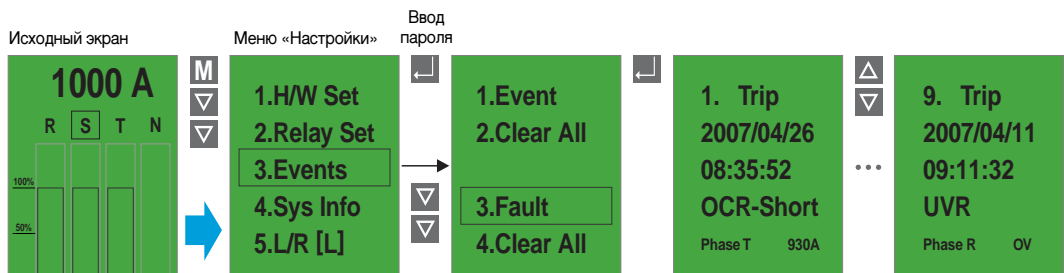 Исходный экран
1000 A
R S T N
100%
50%
M
Меню «Настройки»
1.H/W Set
2.Relay Set
3.Events
4.Sys Info
5.L/R [L]
Ввод
пароля
1.Event
2.Clear All
3.Fault
4.Clear All
1. Trip
2007/04/26
08:35:52
OCR-Short
Phase T 930A
...
9. Trip
2007/04/11
09:11:32
UVR
Phase R OV